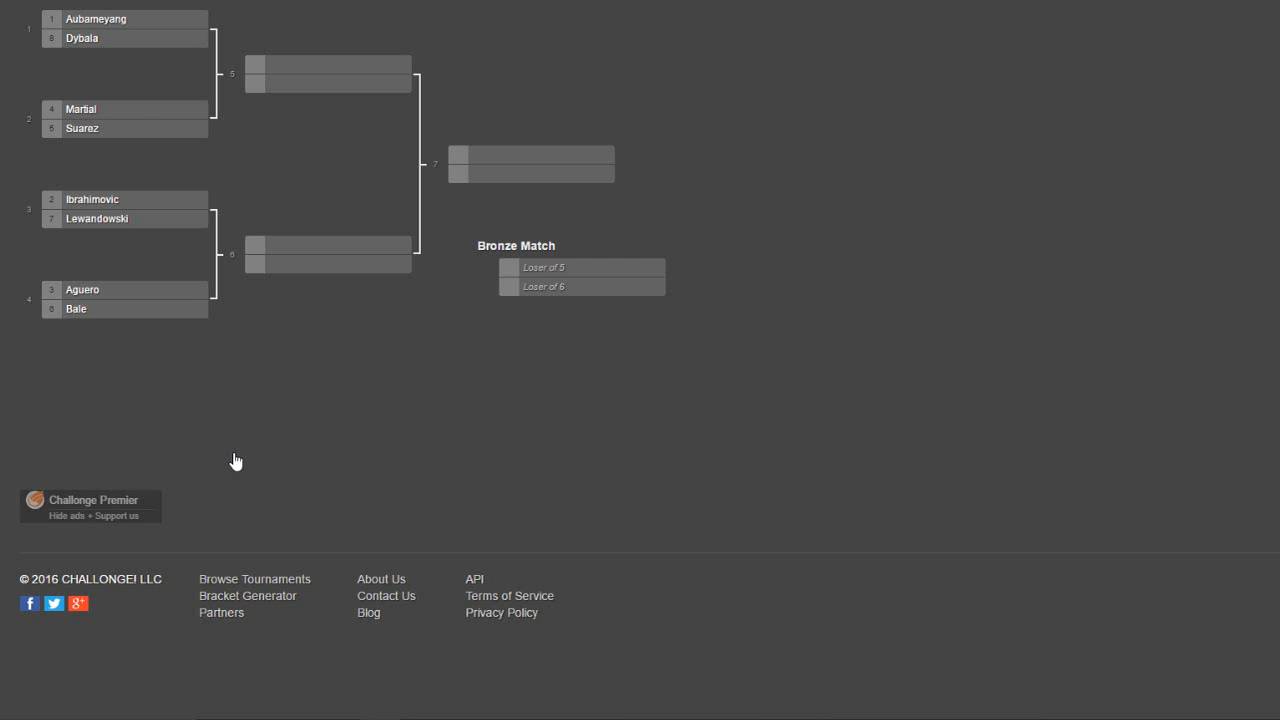 1
1 Aubameyang
8 Dybala
2
4 Martial
5 Suarez
3
2 Ibrahimovic
7 Lewandowski
4
3 Aguero
6 Bale
5
6
7
Bronze Match
Loser of 5
Loser of 6
Challonge Premier
Hide ads + Support us
© 2016 CHALLONGE! LLC
f
g+
Browse Tournaments
Bracket Generator
Partners
About Us
Contact Us
Blog
API
Terms of Service
Privacy Policy